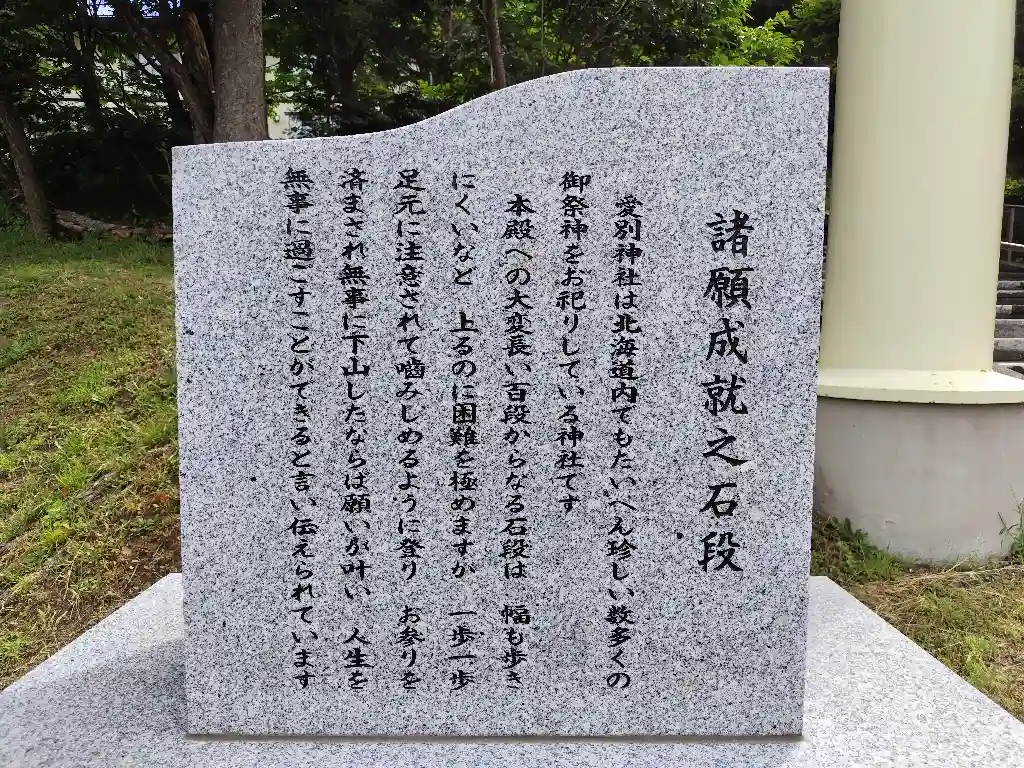 諸願成就之石段
愛別神社は北海道内でもたいへん珍しい数多くの
御祭神をお祀りしている神社です
本殿への大変長い百段からなる石段は　幅も歩き
にくいなど　上るのに困難を極めますが　一歩一歩
足元に注意されて噛みしめるように登り　お参りを
済まされ無事に下山したならば願いが叶い　人生を
無事に過ごすことができると言い伝えられています